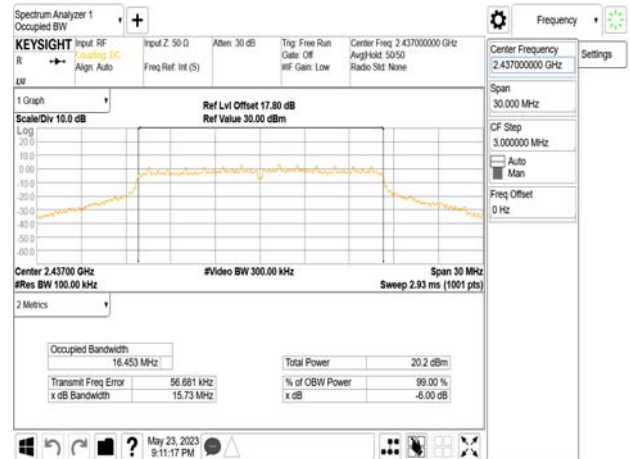 Spectrum Analyzer 1
Occupied BW
+
Frequency
KEYSIGHT Input: RF Input Z: 50 Ω Atten: 30 dB Trig: Free Run Center Freq: 2.437000000 GHz
R Coupling: DC Gate: Off Avg|Hold: 50/50
Align: Auto Freq Ref: Int (S) #IF Gain: Low Radio Std: None
Center Frequency
2.437000000 GHz
Settings
Span
30.000 MHz
CF Step
3.000000 MHz
Auto
Man
Freq Offset
0 Hz
1 Graph
Ref Lvl Offset 17.80 dB
Scale/Div 10.0 dB Ref Value 30.00 dBm
Log
20.0
10.0
0.00
-10.0
-20.0
-30.0
-40.0
-50.0
-60.0
Center 2.43700 GHz #Video BW 300.00 kHz Span 30 MHz
#Res BW 100.00 kHz Sweep 2.93 ms (1001 pts)
2 Metrics
Occupied Bandwidth
16.453 MHz Total Power 20.2 dBm
Transmit Freq Error 56.681 kHz % of OBW Power 99.00 %
x dB Bandwidth 15.73 MHz x dB -6.00 dB
? May 23, 2023
9:11:17 PM